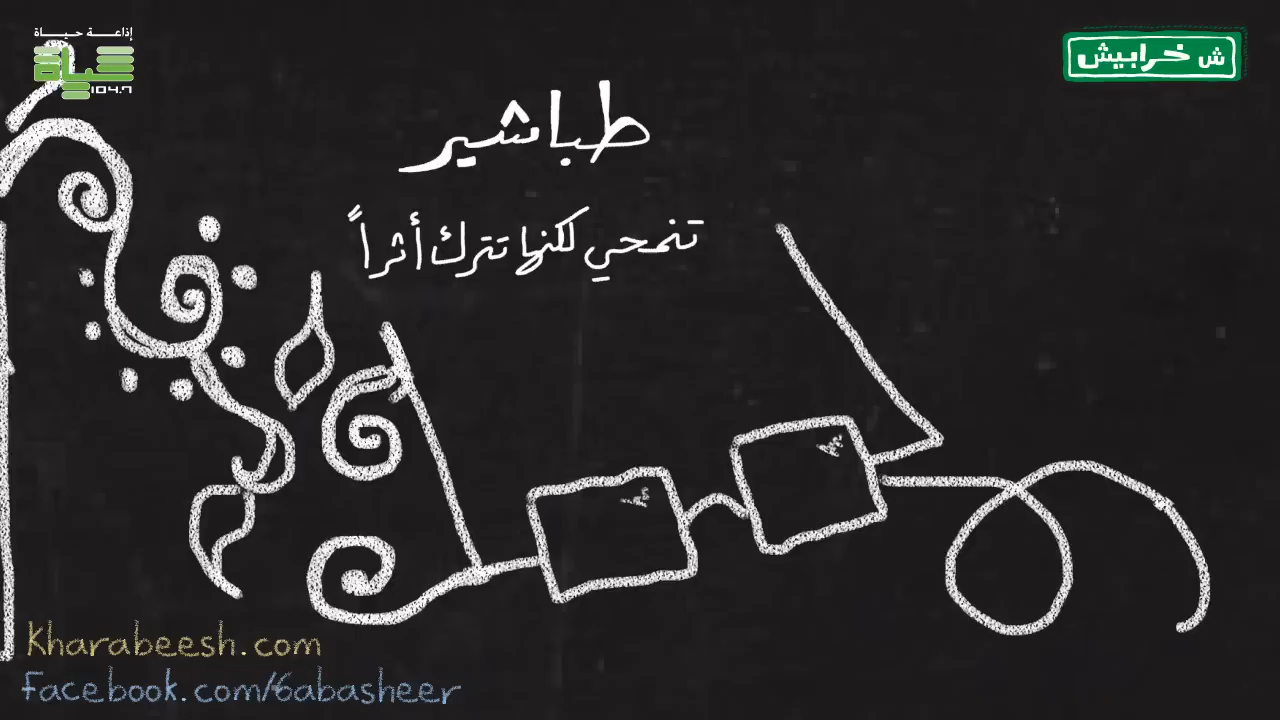 إذاعة حياة
حياة
104.7
ش خرابيش
طباشير
تنمحي لكنها تترك أثراً
Kharabeesh.com
facebook.com/6abasheer